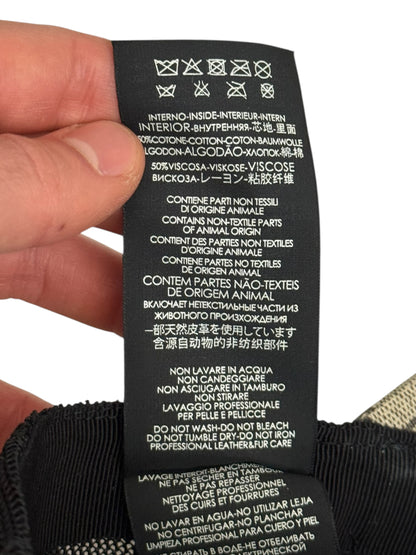 INTERNO-INSIDE-INTERIEUR-INTERN
INTERIOR-ВНУТРЕННЯЯ-芯地-里面
50%COTONE-COTTON-COTON-BAUMWOLLE
ALGODON-ALGODÃO-ХЛОПОК-綿-棉
50%VISCOSA-VISKOSE-VISCOSE
ВИСКОЗА-レーヨン-粘胶纤维
CONTIENE PARTI NON TESSILI
DI ORIGINE ANIMALE
CONTAINS NON-TEXTILE PARTS
OF ANIMAL ORIGIN
CONTIENT DES PARTIES NON TEXTILES
D'ORIGINE ANIMALE
CONTIENE PARTES NO TEXTILES
DE ORIGEN ANIMAL
CONTEM PARTES NÃO-TEXTEIS
DE ORIGEM ANIMAL
ВКЛЮЧАЕТ НЕТЕКСТИЛЬНЫЕ ЧАСТИ ИЗ
ЖИВОТНОГО ПРОИЗХОЖДЕНИЯ
一部天然皮革を使用しています
含源自动物的非纺织部件
NON LAVARE IN ACQUA
NON CANDEGGIARE
NON ASCIUGARE IN TAMBURO
NON STIRARE
LAVAGGIO PROFESSIONALE
PER PELLE E PELLICCE
DO NOT WASH-DO NOT BLEACH
DO NOT TUMBLE DRY-DO NOT IRON
PROFESSIONAL LEATHER&FUR CARE
LAVAGE INTERDIT-BLANCHIMENT
NE PAS SÉCHER EN TAMBOUR
NE PAS REPASSER
NETTOYAGE PROFESSIONNEL
DES CUIRS ET FOURRURES
NO LAVAR EN AGUA-NO UTILIZAR LEJIA
NO CENTRIFUGAR-NO PLANCHAR
LIMPIEZA PROFESIONAL PARA CUERO Y PIEL